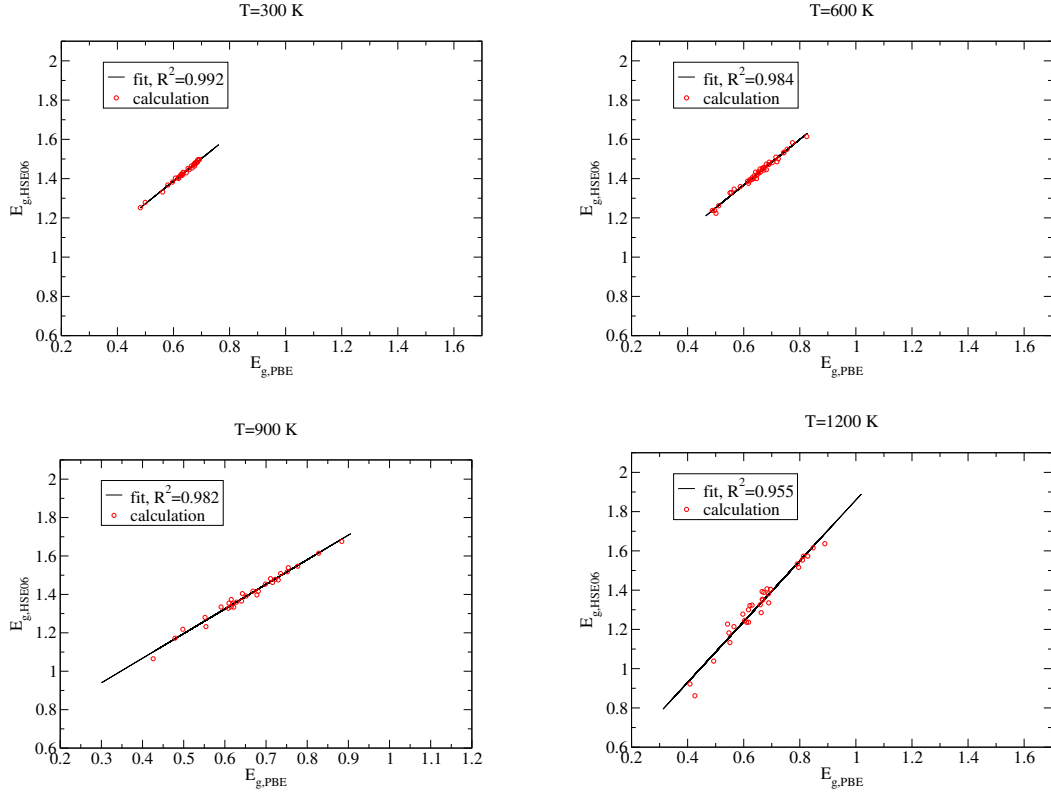 T=300 K
2
1.8
1.6
1.4
1.2
1
0.8
0.6
E_g,HSE06
fit, R^2=0.992
calculation
0.2 0.4 0.6 0.8 1 1.2 1.4 1.6
E_g,PBE
T=600 K
2
1.8
1.6
1.4
1.2
1
0.8
0.6
E_g,HSE06
fit, R^2=0.984
calculation
0.2 0.4 0.6 0.8 1 1.2 1.4 1.6
E_g,PBE
T=900 K
2
1.8
1.6
1.4
1.2
1
0.8
0.6
E_g,HSE06
fit, R^2=0.982
calculation
0.2 0.3 0.4 0.5 0.6 0.7 0.8 0.9 1 1.1 1.2
E_g,PBE
T=1200 K
2
1.8
1.6
1.4
1.2
1
0.8
0.6
E_g,HSE06
fit, R^2=0.955
calculation
0.2 0.4 0.6 0.8 1 1.2 1.4 1.6
E_g,PBE